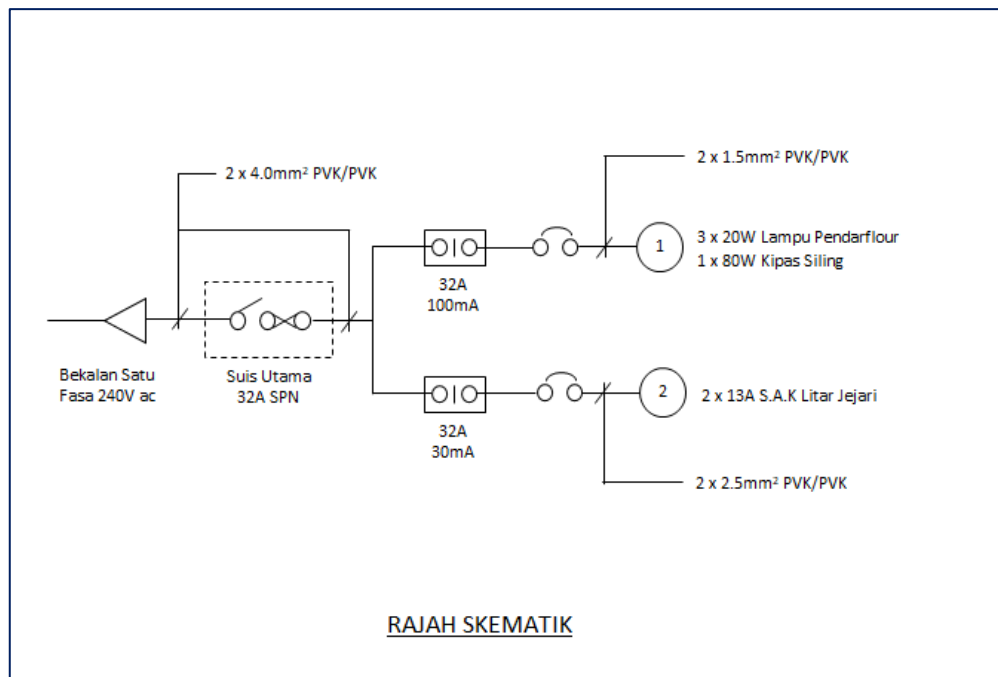 2 x 4.0mm² PVK/PVK
2 x 1.5mm² PVK/PVK
1
3 x 20W Lampu Pendarflour
1 x 80W Kipas Siling
32A
100mA
Bekalan Satu
Fasa 240V ac
Suis Utama
32A SPN
2
2 x 13A S.A.K Litar Jejari
32A
30mA
2 x 2.5mm² PVK/PVK
RAJAH SKEMATIK